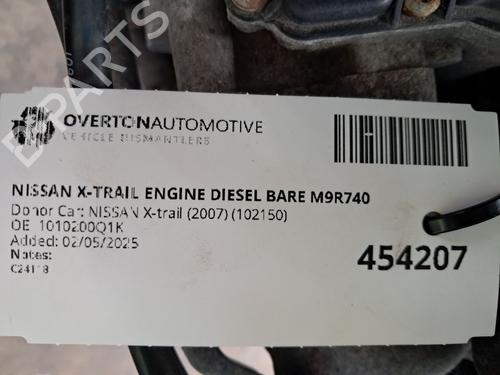 OVERTONAUTOMOTIVE
VEHICLE DISMANTLERS
NISSAN X-TRAIL ENGINE DIESEL BARE M9R740
Donor Car: NISSAN X-trail (2007) (102150)
OE: 1010200Q1K
Added: 02/05/2025
Notes:
C24118
454207